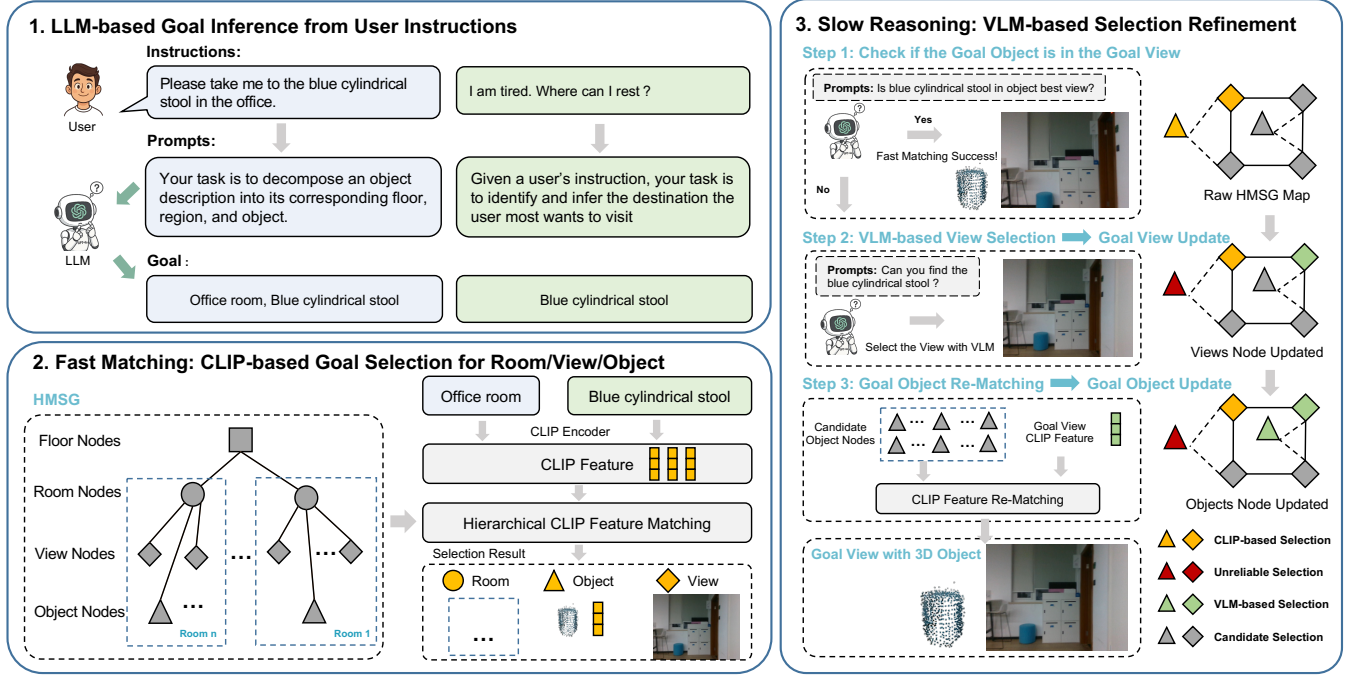 1. LLM-based Goal Inference from User Instructions
Instructions:
Please take me to the blue cylindrical
stool in the office.
I am tired. Where can I rest ?
User
Prompts:
Your task is to decompose an object
description into its corresponding floor,
region, and object.
Given a user's instruction, your task is
to identify and infer the destination the
user most wants to visit
?
LLM
Goal :
Office room, Blue cylindrical stool
Blue cylindrical stool
2. Fast Matching: CLIP-based Goal Selection for Room/View/Object
HMSG
Floor Nodes
Room Nodes
View Nodes
Object Nodes
...
...
...
Room n
Room 1
Office room
Blue cylindrical stool
CLIP Encoder
CLIP Feature
Hierarchical CLIP Feature Matching
Selection Result
Room
Object
View
...
3. Slow Reasoning: VLM-based Selection Refinement
Step 1: Check if the Goal Object is in the Goal View
Prompts: Is blue cylindrical stool in object best view?
?
Yes
Fast Matching Success!
No
Raw HMSG Map
Step 2: VLM-based View Selection
Goal View Update
Prompts: Can you find the
blue cylindrical stool ?
?
Select the View with VLM
Views Node Updated
Step 3: Goal Object Re-Matching
Goal Object Update
Candidate
Object Nodes
... ...
... ...
Goal View
CLIP Feature
CLIP Feature Re-Matching
Objects Node Updated
Goal View with 3D Object
CLIP-based Selection
Unreliable Selection
VLM-based Selection
Candidate Selection